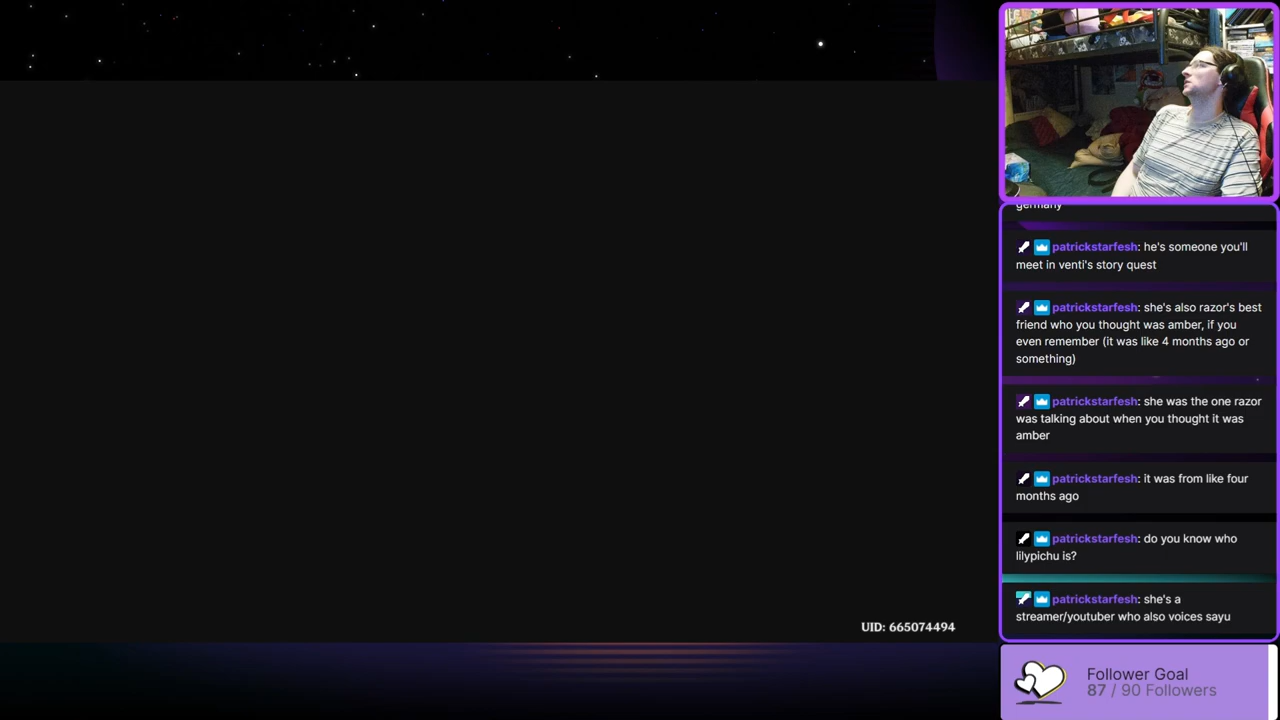 germany
patrickstarfesh: he's someone you'll
meet in venti's story quest
patrickstarfesh: she's also razor's best
friend who you thought was amber, if you
even remember (it was like 4 months ago or
something)
patrickstarfesh: she was the one razor
was talking about when you thought it was
amber
patrickstarfesh: it was from like four
months ago
patrickstarfesh: do you know who
lilypichu is?
patrickstarfesh: she's a
streamer/youtuber who also voices sayu
UID: 665074494
Follower Goal
87 / 90 Followers